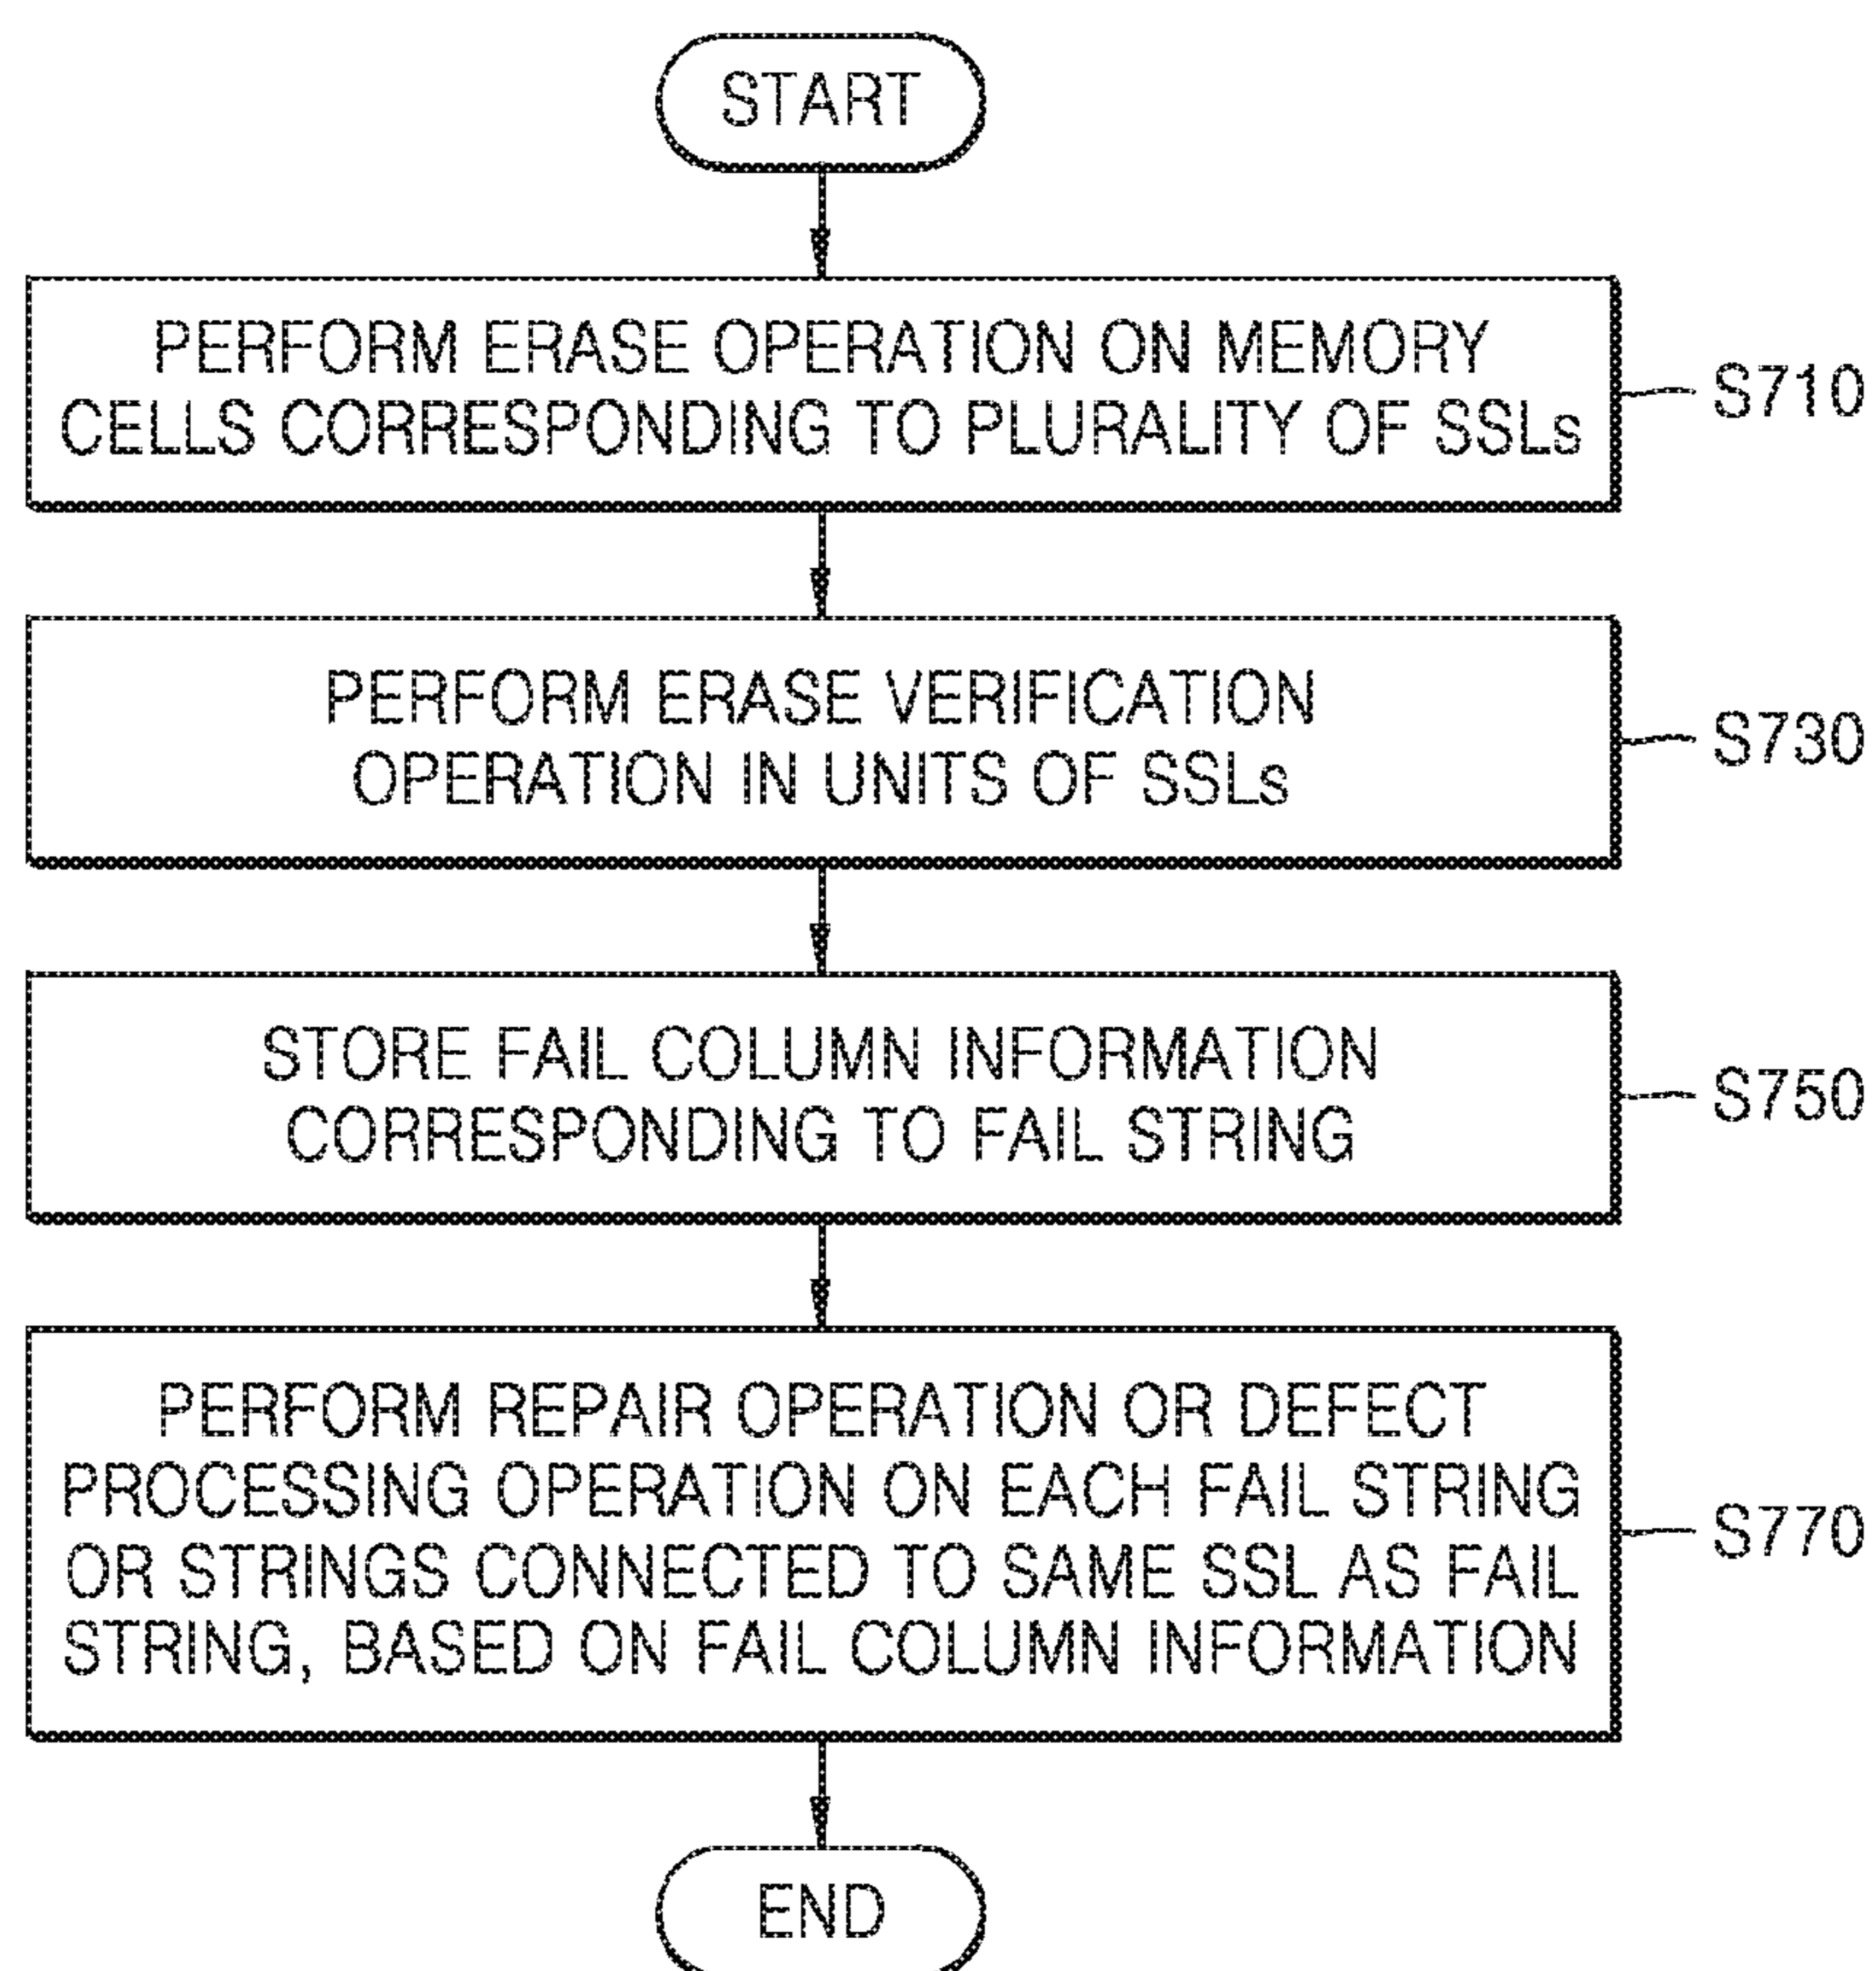 START
PERFORM ERASE OPERATION ON MEMORY
CELLS CORRESPONDING TO PLURALITY OF SSLs
S710
PERFORM ERASE VERIFICATION
OPERATION IN UNITS OF SSLs
S730
STORE FAIL COLUMN INFORMATION
CORRESPONDING TO FAIL STRING
S750
PERFORM REPAIR OPERATION OR DEFECT
PROCESSING OPERATION ON EACH FAIL STRING
OR STRINGS CONNECTED TO SAME SSL AS FAIL
STRING, BASED ON FAIL COLUMN INFORMATION
S770
END